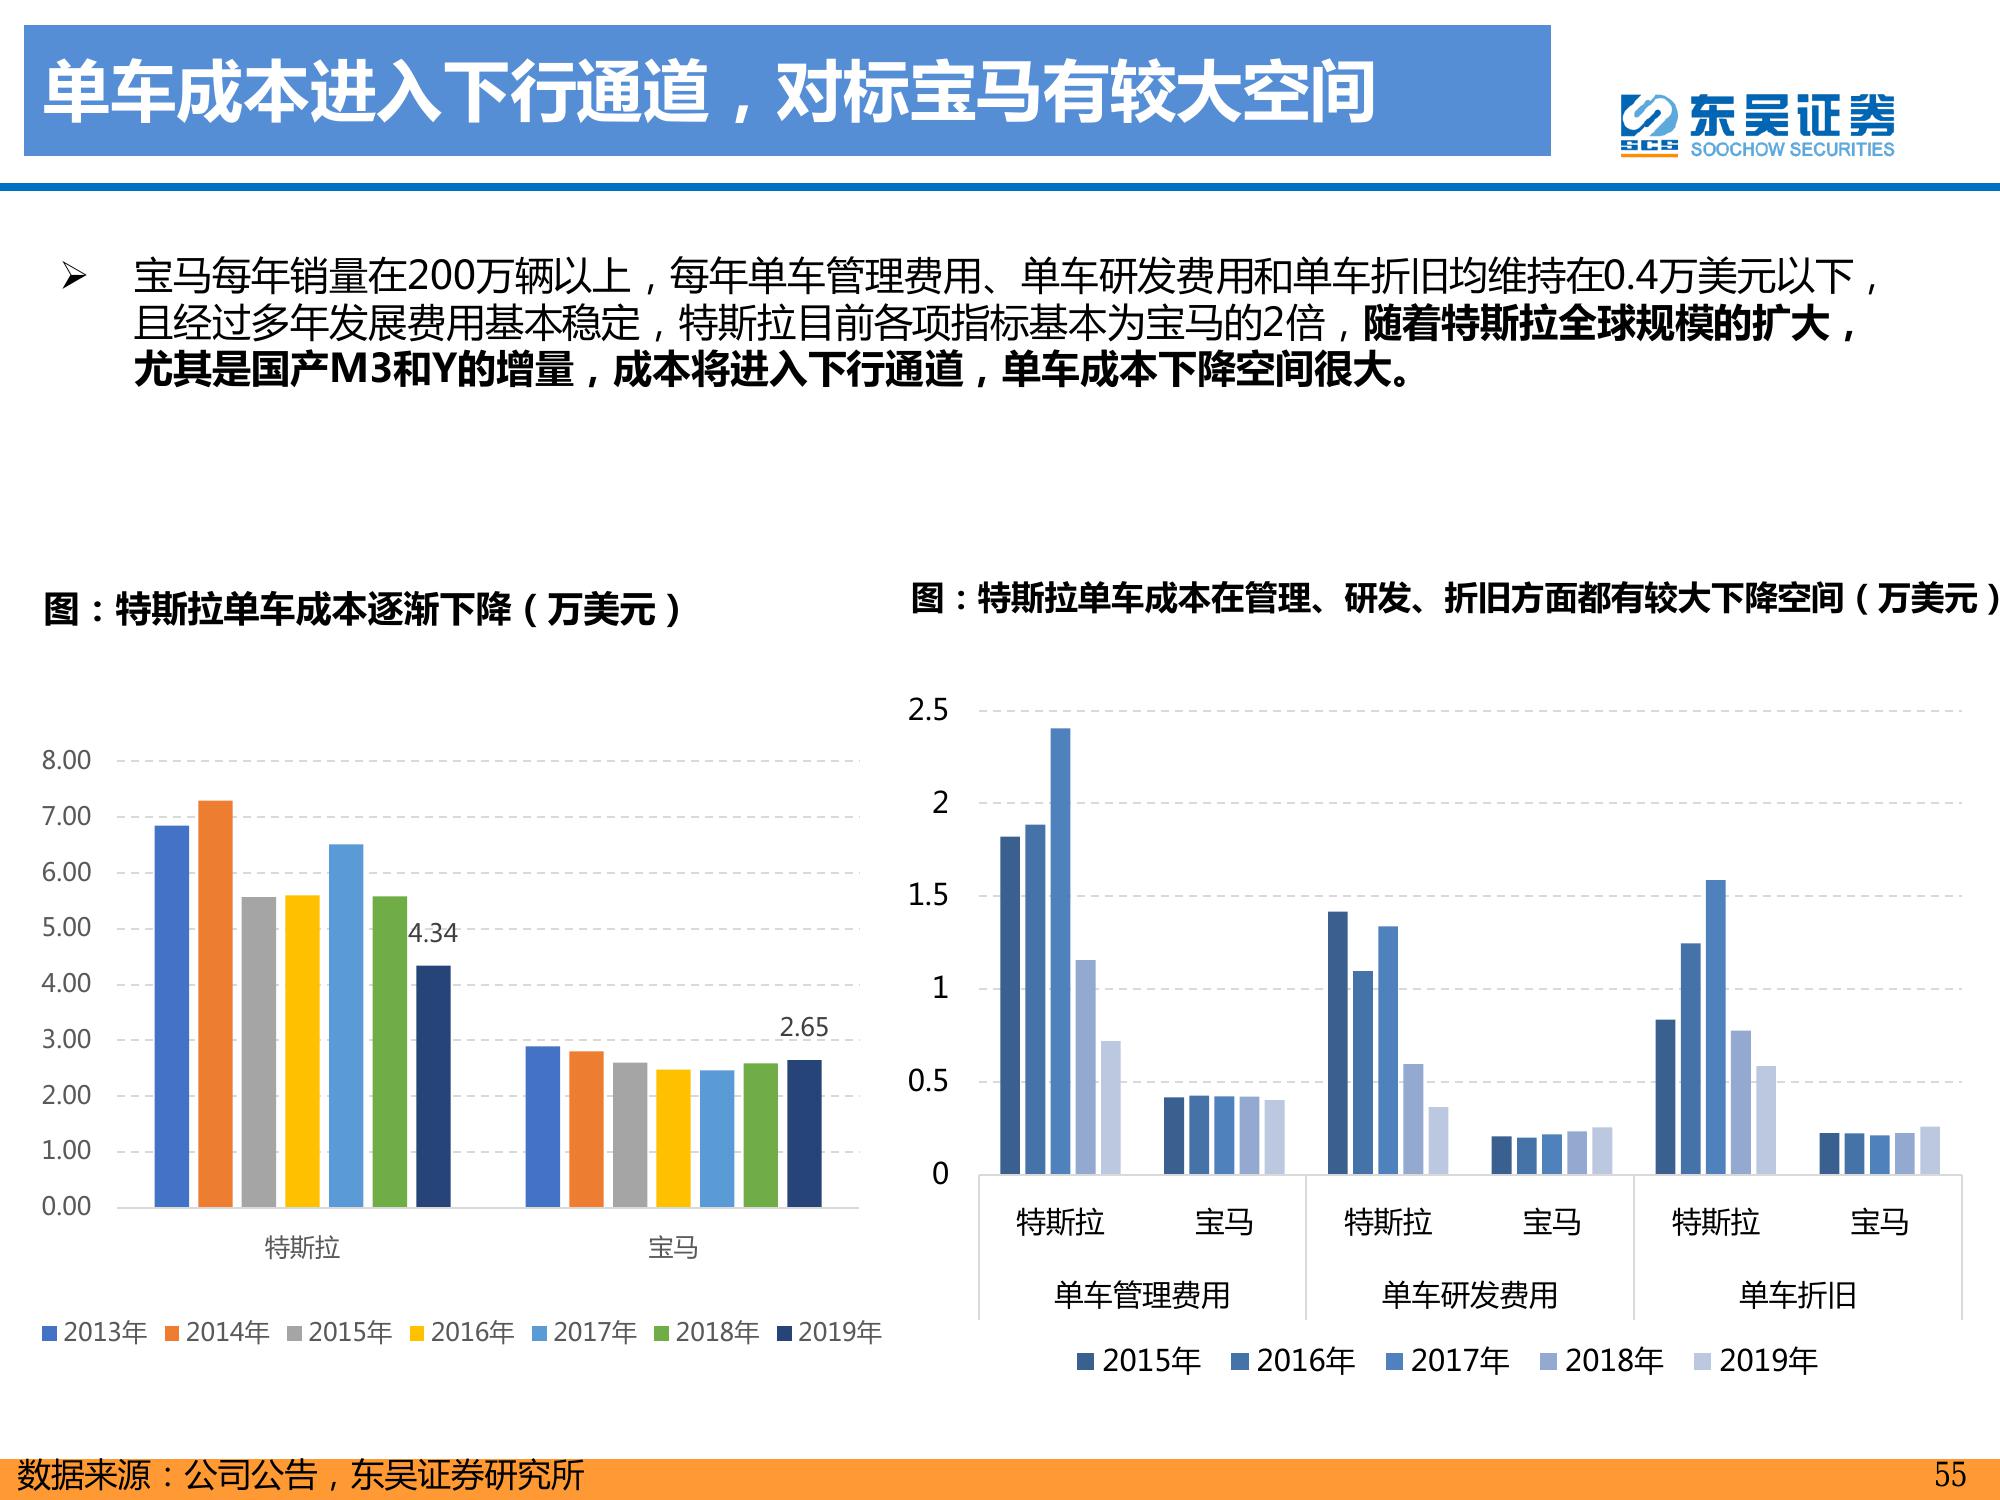 单车成本进入下行通道，对标宝马有较大空间
SCS
东吴证券
SOOCHOW SECURITIES
➢ 宝马每年销量在200万辆以上，每年单车管理费用、单车研发费用和单车折旧均维持在0.4万美元以下，
且经过多年发展费用基本稳定，特斯拉目前各项指标基本为宝马的2倍，随着特斯拉全球规模的扩大，
尤其是国产M3和Y的增量，成本将进入下行通道，单车成本下降空间很大。
图：特斯拉单车成本逐渐下降（万美元）
8.00
7.00
6.00
5.00
4.00
3.00
2.00
1.00
0.00
4.34
2.65
特斯拉 宝马
2013年 2014年 2015年 2016年 2017年 2018年 2019年
图：特斯拉单车成本在管理、研发、折旧方面都有较大下降空间（万美元）
2.5
2
1.5
1
0.5
0
特斯拉 宝马 特斯拉 宝马 特斯拉 宝马
单车管理费用 单车研发费用 单车折旧
2015年 2016年 2017年 2018年 2019年
数据来源：公司公告，东吴证券研究所
55